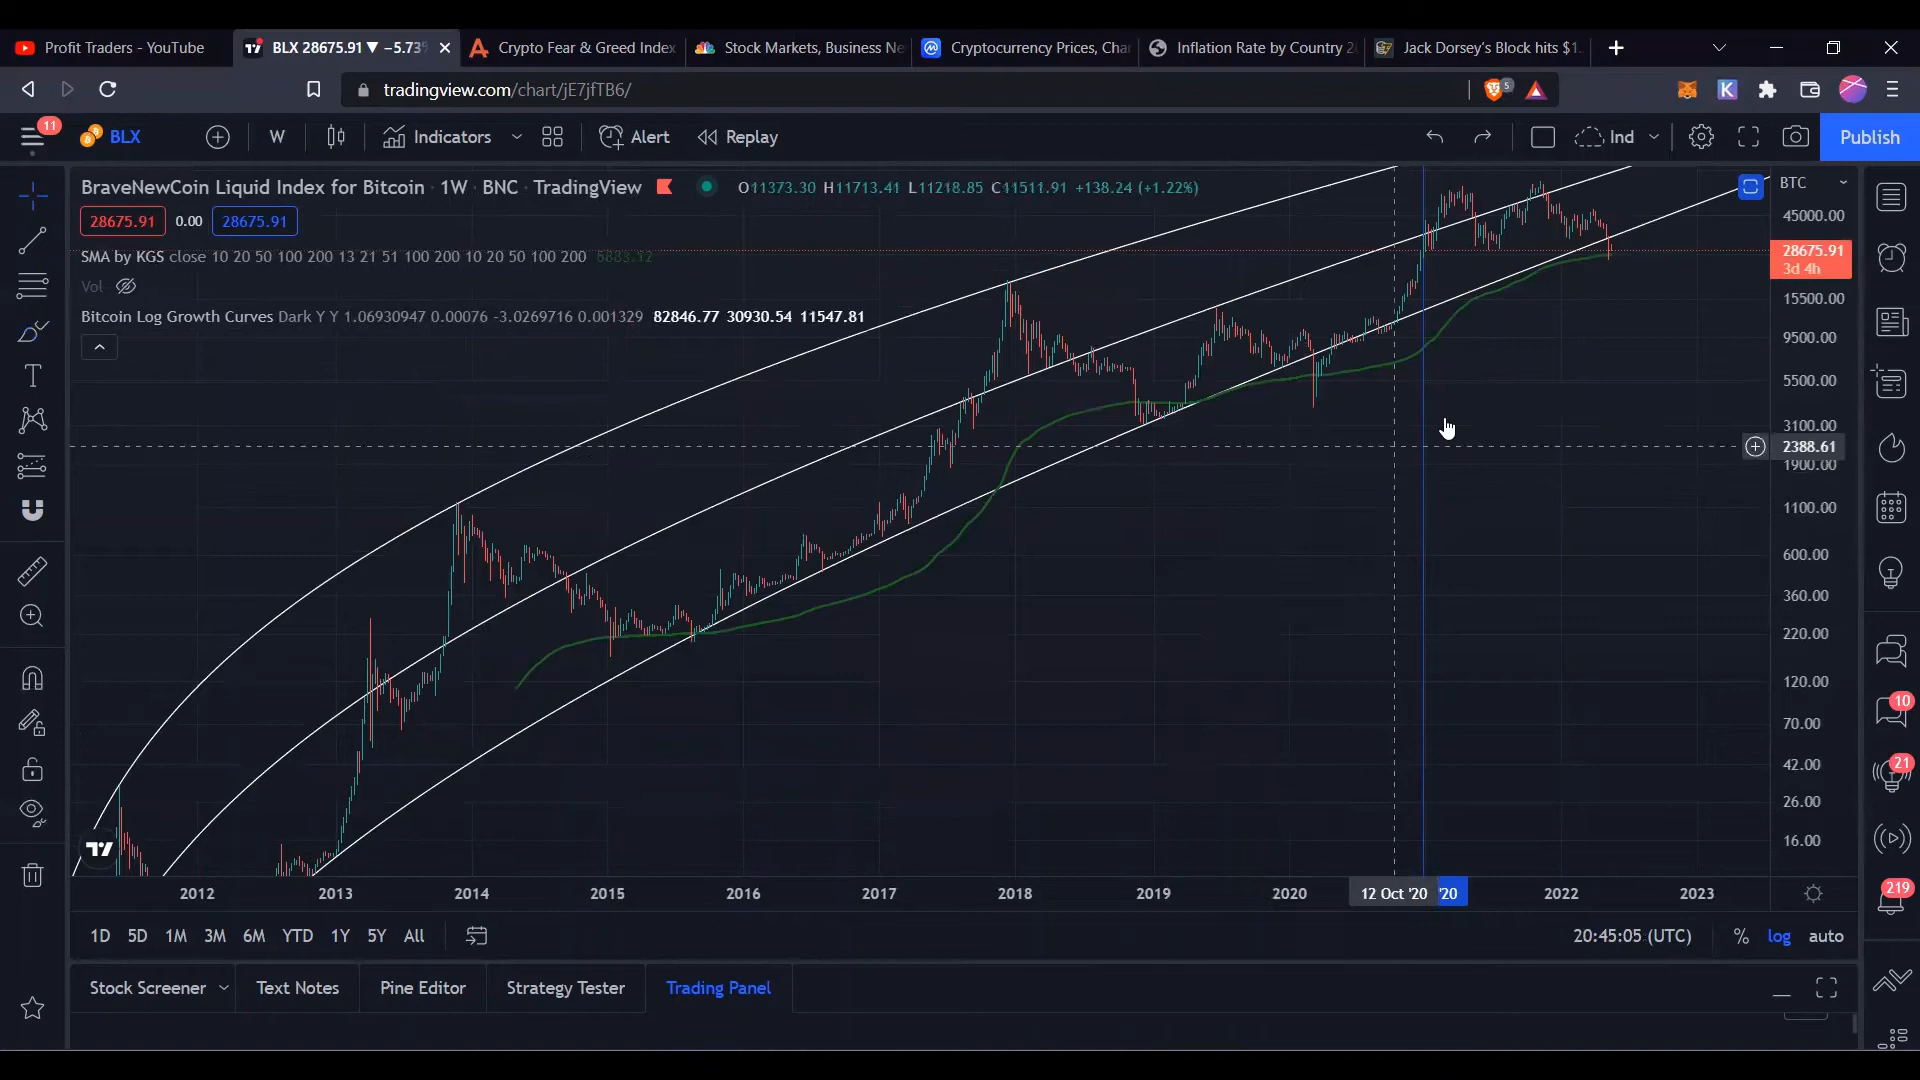 Profit Traders - YouTube
BLX 28675.91 ▼ −5.73%
Crypto Fear & Greed Index
Stock Markets, Business Ne
Cryptocurrency Prices, Char
Inflation Rate by Country 2
Jack Dorsey's Block hits $1.
5
tradingview.com/chart/jE7jfTB6/
11
BLX
W
Indicators
Alert
Replay
Ind
Publish
BraveNewCoin Liquid Index for Bitcoin · 1W · BNC · TradingView
O11373.30 H11713.41 L11218.85 C11511.91 +138.24 (+1.22%)
28675.91 0.00 28675.91
SMA by KGS close 10 20 50 100 200 13 21 51 100 200 10 20 50 100 200 6883.12
Vol
Bitcoin Log Growth Curves Dark Y Y 1.06930947 0.00076 -3.0269716 0.001329 82846.77 30930.54 11547.81
BTC
45000.00
28675.91
3d 4h
15500.00
9500.00
5500.00
3100.00
2388.61
1900.00
1100.00
600.00
360.00
220.00
120.00
70.00
42.00
26.00
16.00
10
21
219
2012 2013 2014 2015 2016 2017 2018 2019 2020 12 Oct '20 '20 2022 2023
1D 5D 1M 3M 6M YTD 1Y 5Y All
20:45:05 (UTC) % log auto
Stock Screener Text Notes Pine Editor Strategy Tester Trading Panel